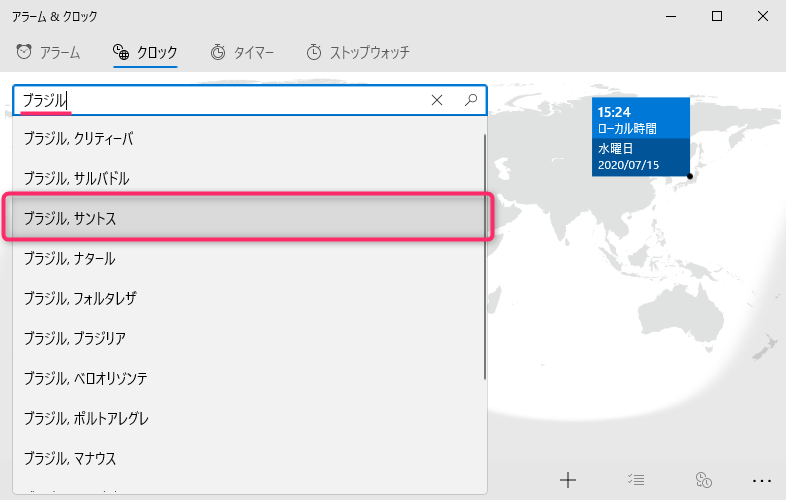 アラーム & クロック
アラーム
クロック
タイマー
ストップウォッチ
ブラジル
ブラジル, クリティーバ
ブラジル, サルバドル
ブラジル, サントス
ブラジル, ナタール
ブラジル, フォルタレザ
ブラジル, ブラジリア
ブラジル, ベロオリゾンテ
ブラジル, ポルトアレグレ
ブラジル, マナウス
15:24
ローカル時間
水曜日
2020/07/15